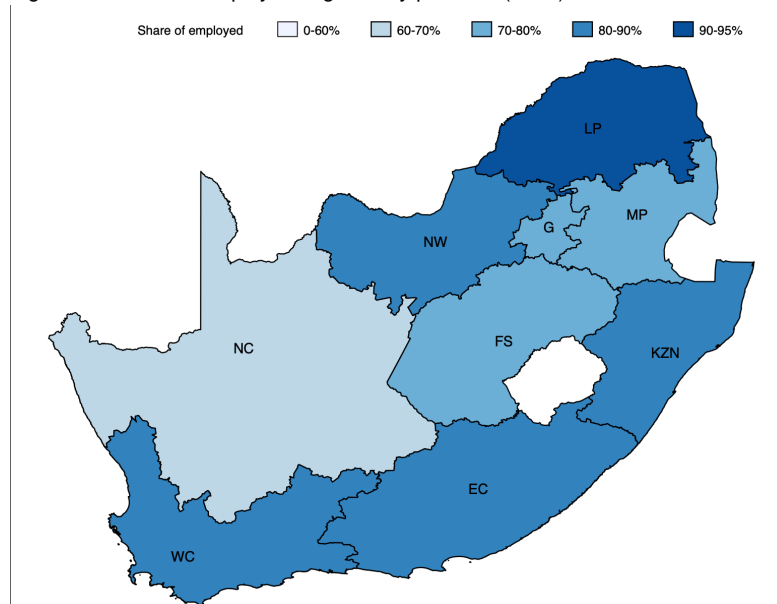 Share of employed 0-60% 60-70% 70-80% 80-90% 90-95%
LP
MP
G
NW
NC
FS
KZN
EC
WC